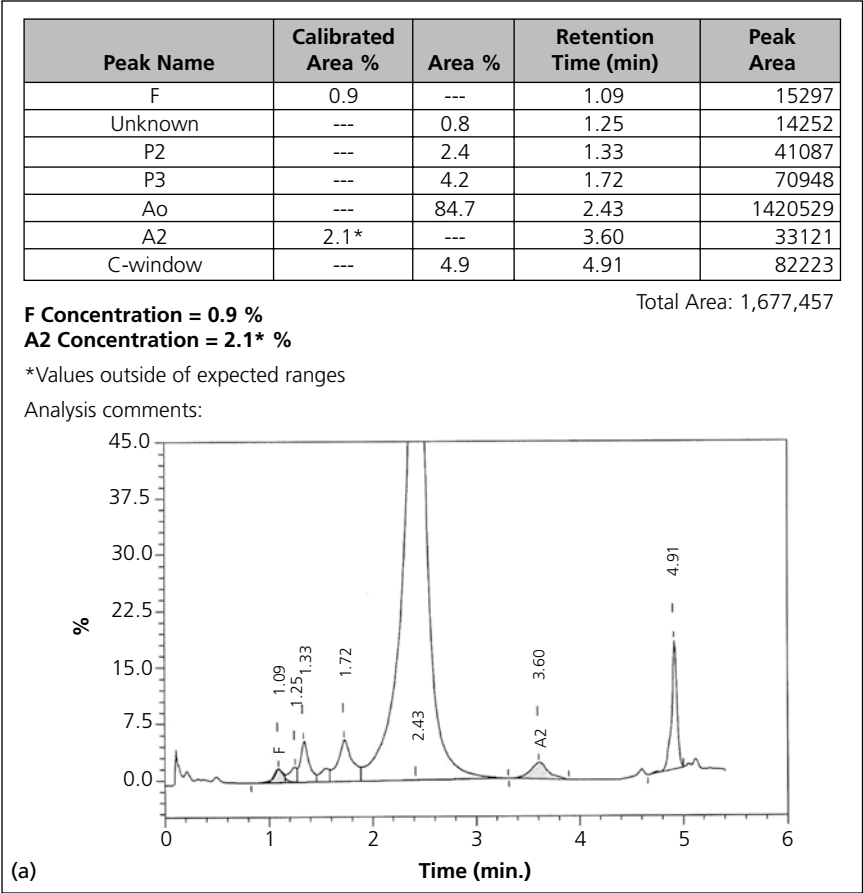 Peak Name Calibrated Area % Area % Retention Time (min) Peak Area
F 0.9 --- 1.09 15297
Unknown --- 0.8 1.25 14252
P2 --- 2.4 1.33 41087
P3 --- 4.2 1.72 70948
Ao --- 84.7 2.43 1420529
A2 2.1* --- 3.60 33121
C-window --- 4.9 4.91 82223
Total Area: 1,677,457
F Concentration = 0.9 %
A2 Concentration = 2.1* %
*Values outside of expected ranges
Analysis comments:
45.0
37.5
30.0
22.5
15.0
7.5
0.0
%
1.09
F
1.25
1.33
1.72
2.43
3.60
A2
4.91
0 1 2 3 4 5 6
Time (min.)
(a)